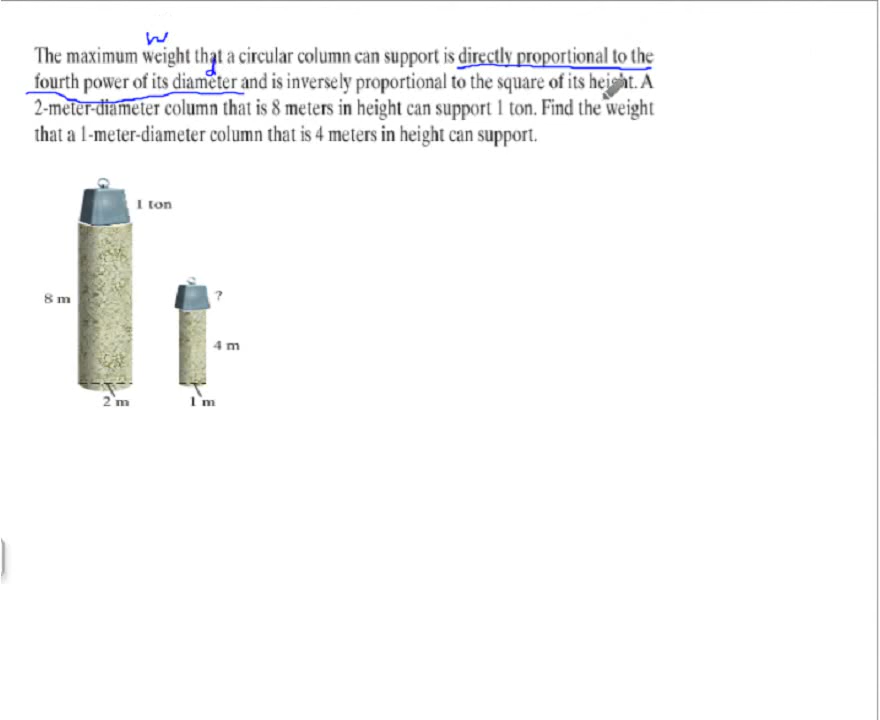 w
The maximum weight that a circular column can support is directly proportional to the
d
fourth power of its diameter and is inversely proportional to the square of its height. A
2-meter-diameter column that is 8 meters in height can support 1 ton. Find the weight
that a 1-meter-diameter column that is 4 meters in height can support.
1 ton
8 m
?
4 m
2 m
1 m